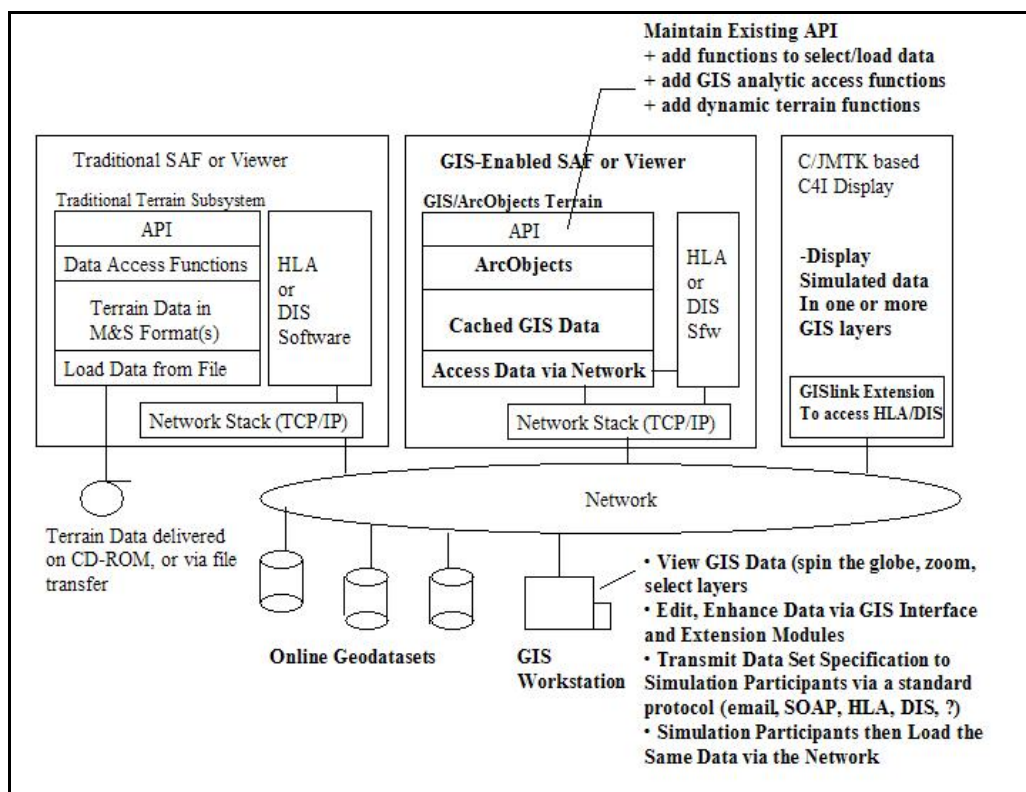 Maintain Existing API
+ add functions to select/load data
+ add GIS analytic access functions
+ add dynamic terrain functions
Traditional SAF or Viewer
Traditional Terrain Subsystem
API
Data Access Functions
Terrain Data in
M&S Format(s)
Load Data from File
HLA
or
DIS
Software
Network Stack (TCP/IP)
GIS-Enabled SAF or Viewer
GIS/ArcObjects Terrain
API
ArcObjects
Cached GIS Data
Access Data via Network
HLA
or
DIS
Sfw
Network Stack (TCP/IP)
C/JMTK based
C4I Display
-Display
Simulated data
In one or more
GIS layers
GISlink Extension
To access HLA/DIS
Network
Terrain Data delivered
on CD-ROM, or via file
transfer
Online Geodatasets
GIS
Workstation
• View GIS Data (spin the globe, zoom,
select layers
• Edit, Enhance Data via GIS Interface
and Extension Modules
• Transmit Data Set Specification to
Simulation Participants via a standard
protocol (email, SOAP, HLA, DIS, ?)
• Simulation Participants then Load the
Same Data via the Network